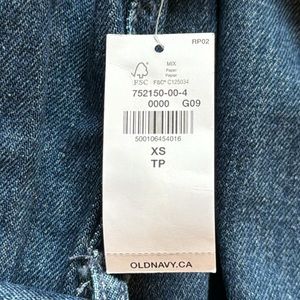 RP02
MIX
Paper
Papier
FSC
FSC® C125034
752150-00-4
0000 G09
500106454016
XS
TP
OLDNAVY.CA